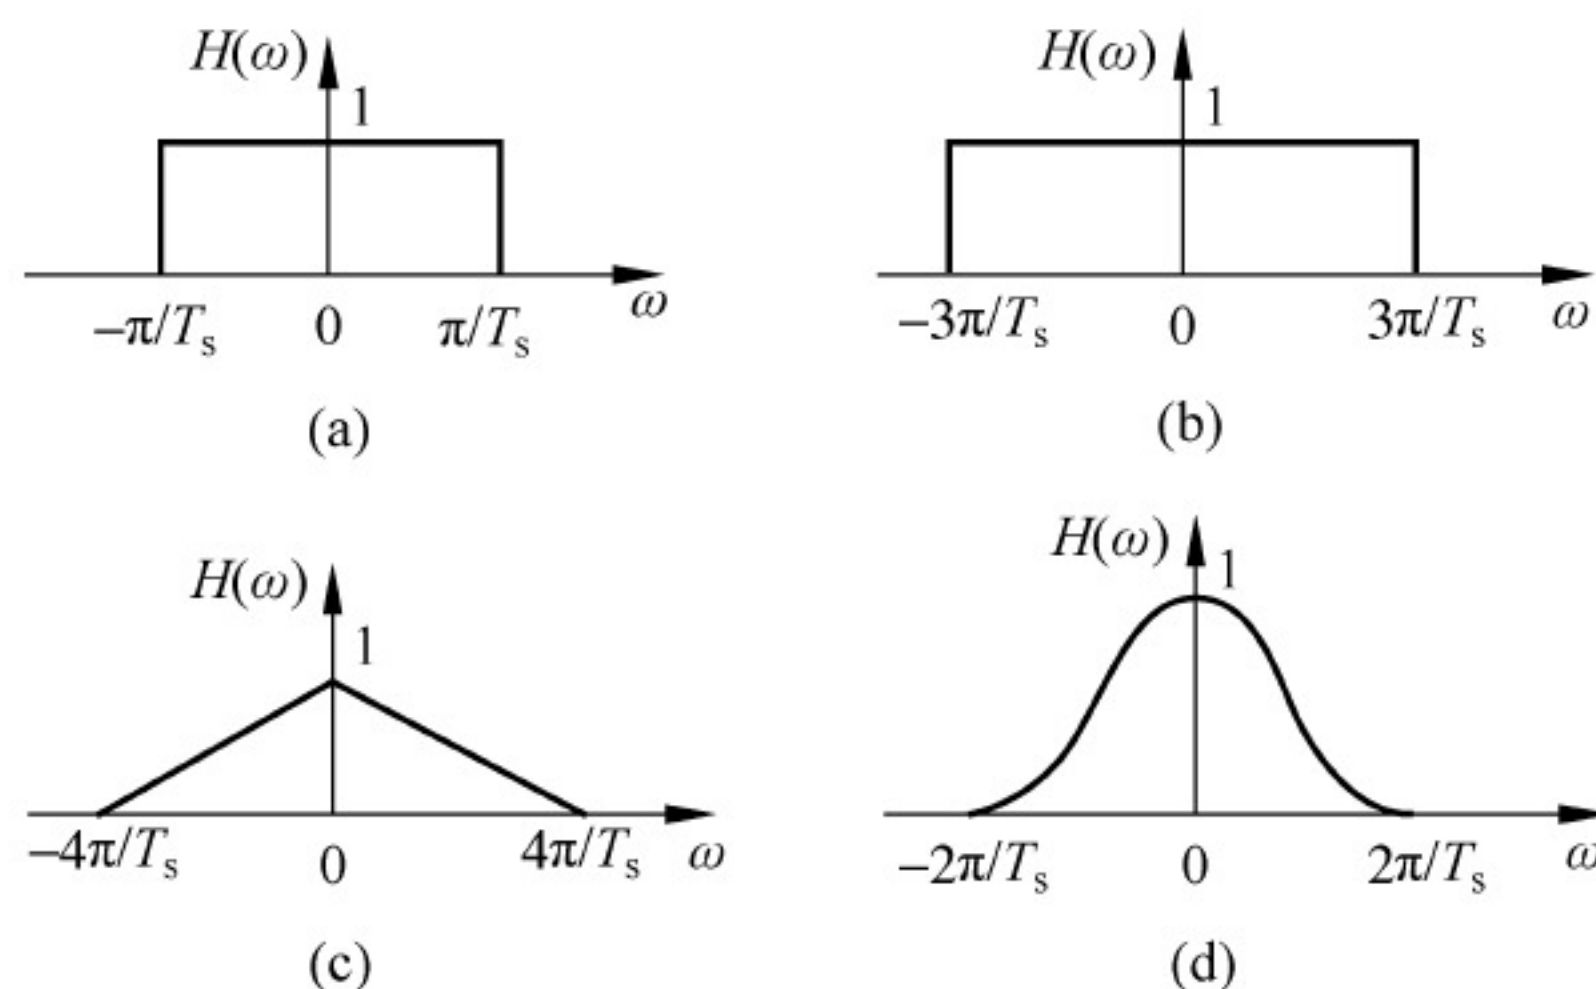 H(ω)
1
−π/Ts 0 π/Ts ω
(a)
H(ω)
1
−3π/Ts 0 3π/Ts ω
(b)
H(ω)
1
−4π/Ts 0 4π/Ts ω
(c)
H(ω)
1
−2π/Ts 0 2π/Ts ω
(d)